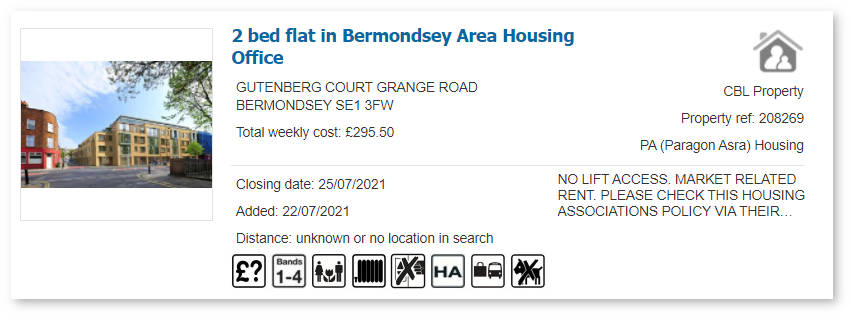 2 bed flat in Bermondsey Area Housing
Office
GUTENBERG COURT GRANGE ROAD
BERMONDSEY SE1 3FW
Total weekly cost: £295.50
CBL Property
Property ref: 208269
PA (Paragon Asra) Housing
Closing date: 25/07/2021
Added: 22/07/2021
Distance: unknown or no location in search
NO LIFT ACCESS. MARKET RELATED
RENT. PLEASE CHECK THIS HOUSING
ASSOCIATIONS POLICY VIA THEIR...
£?
Bands
1-4
HA